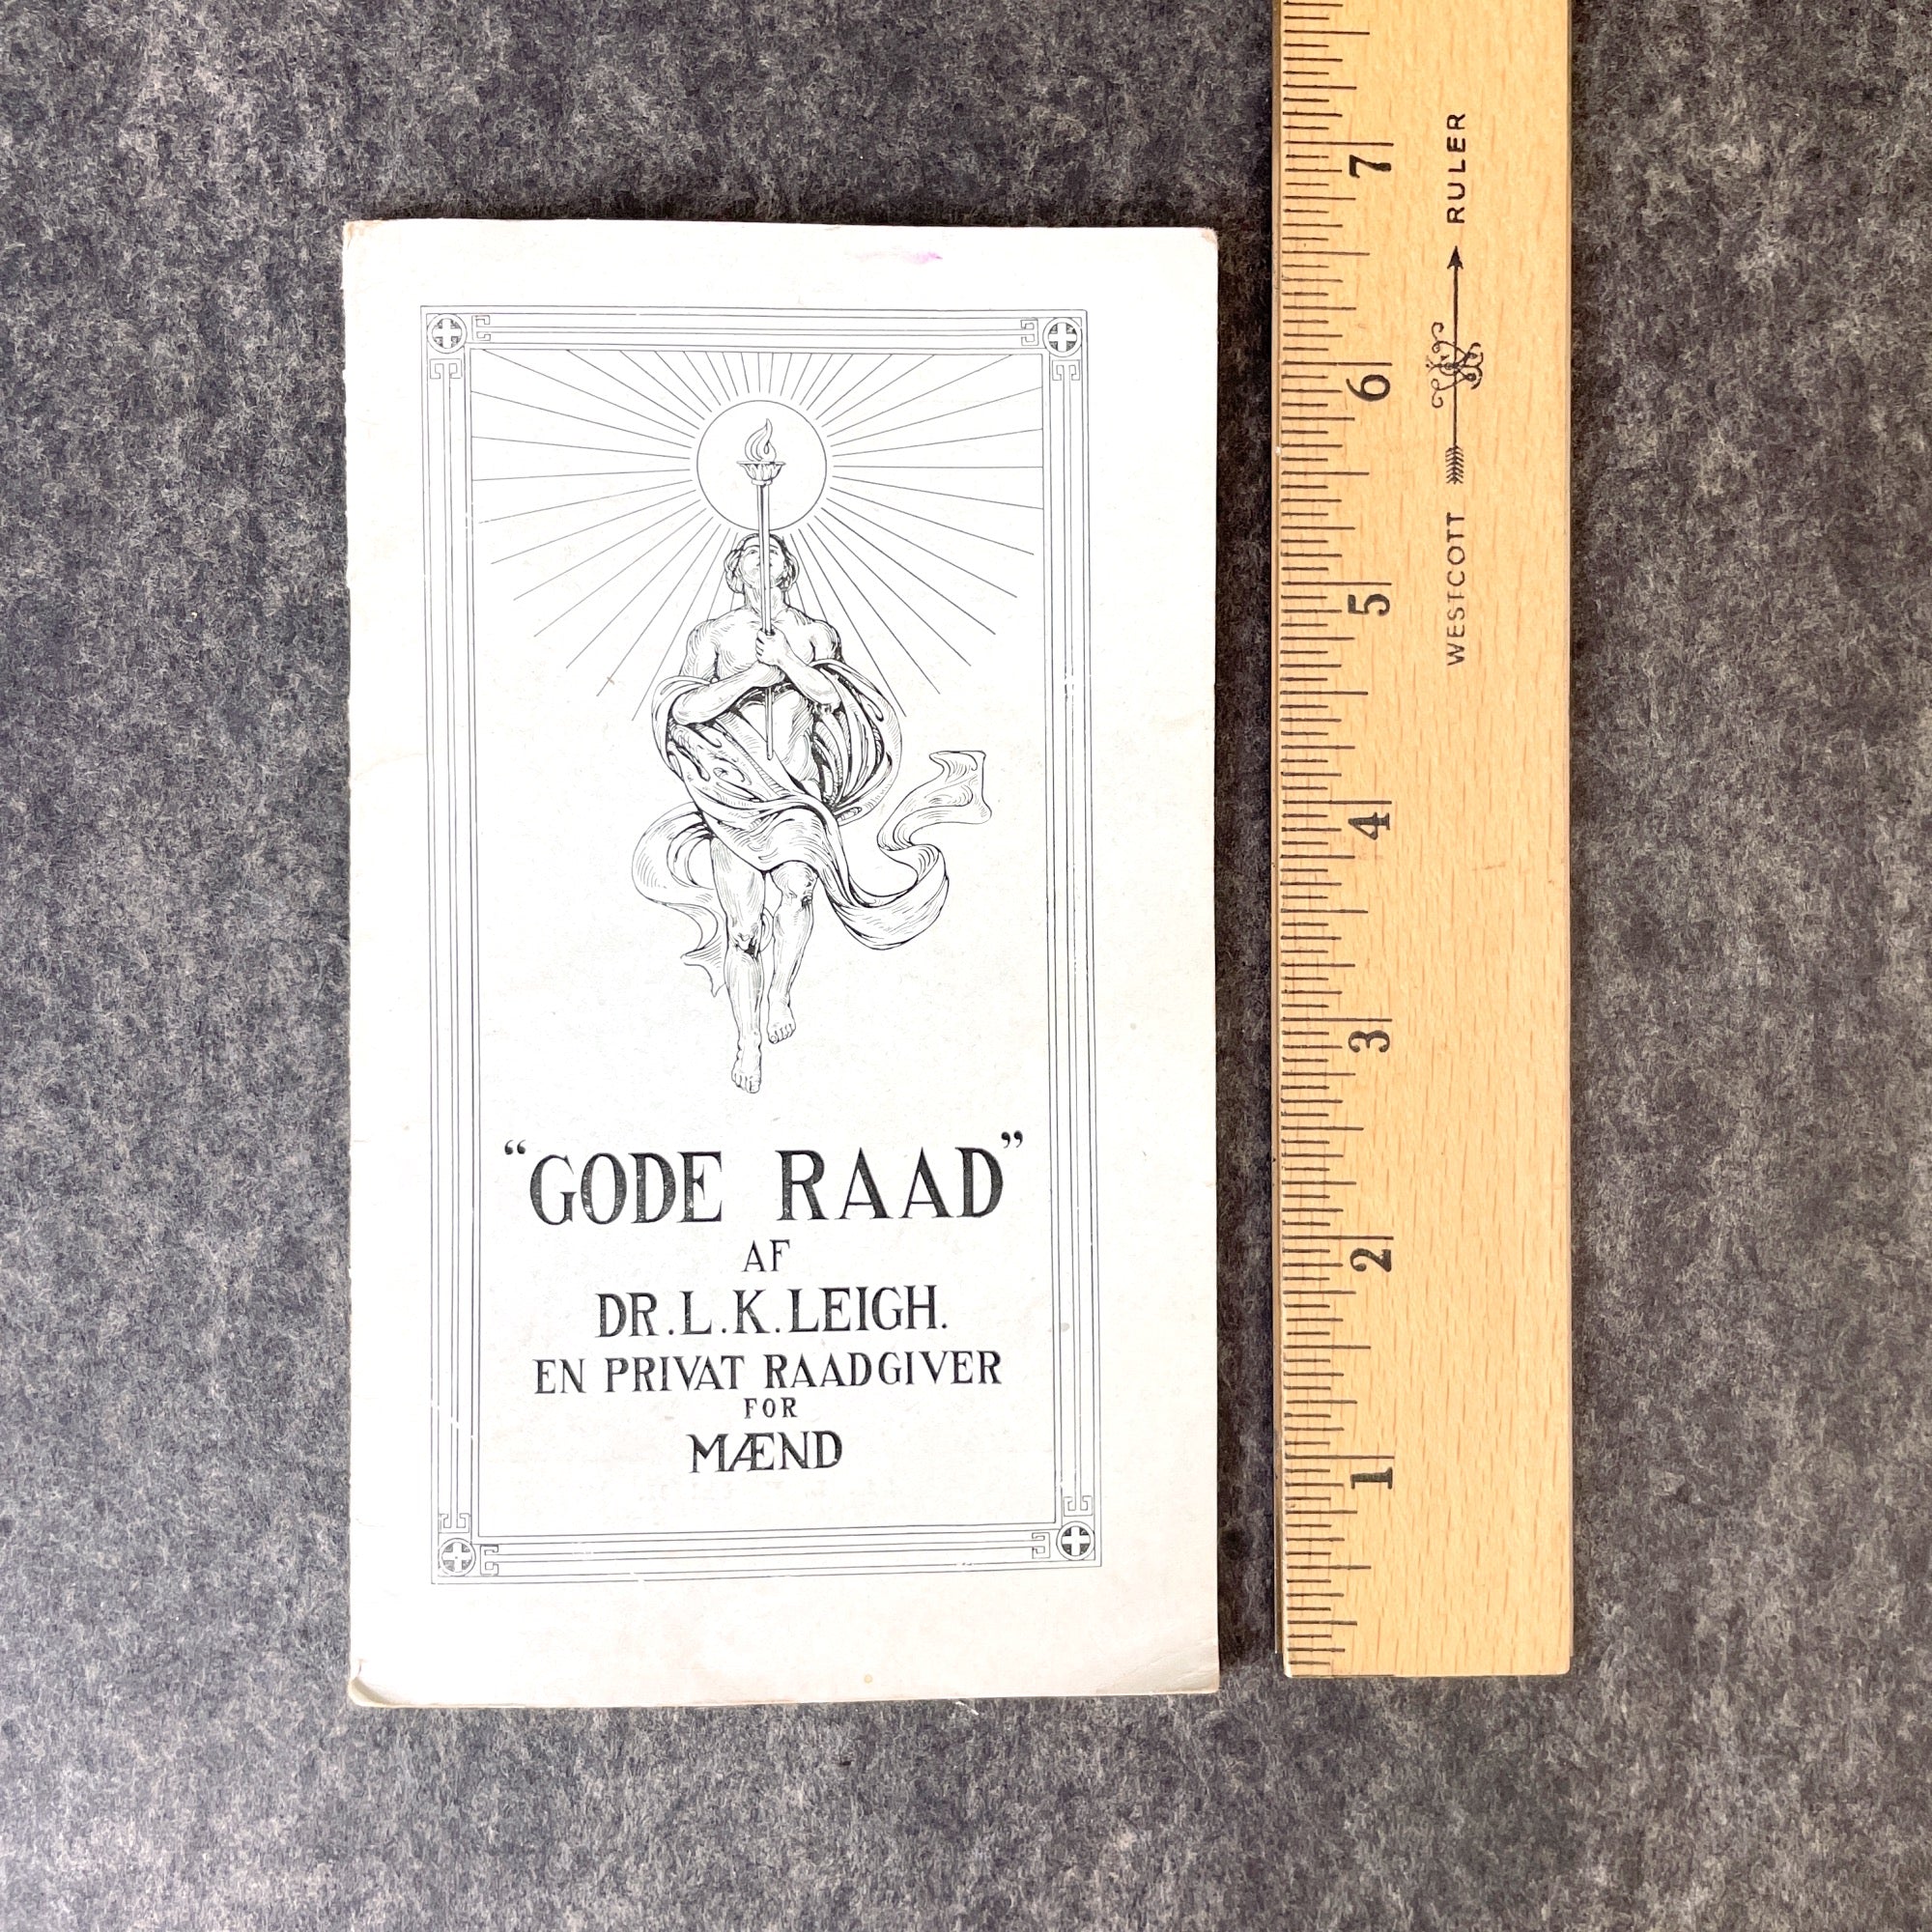 “GODE RAAD”
AF
DR. L. K. LEIGH.
EN PRIVAT RAADGIVER
FOR
MÆND
WESTCOTT RULER
7
6
5
4
3
2
1